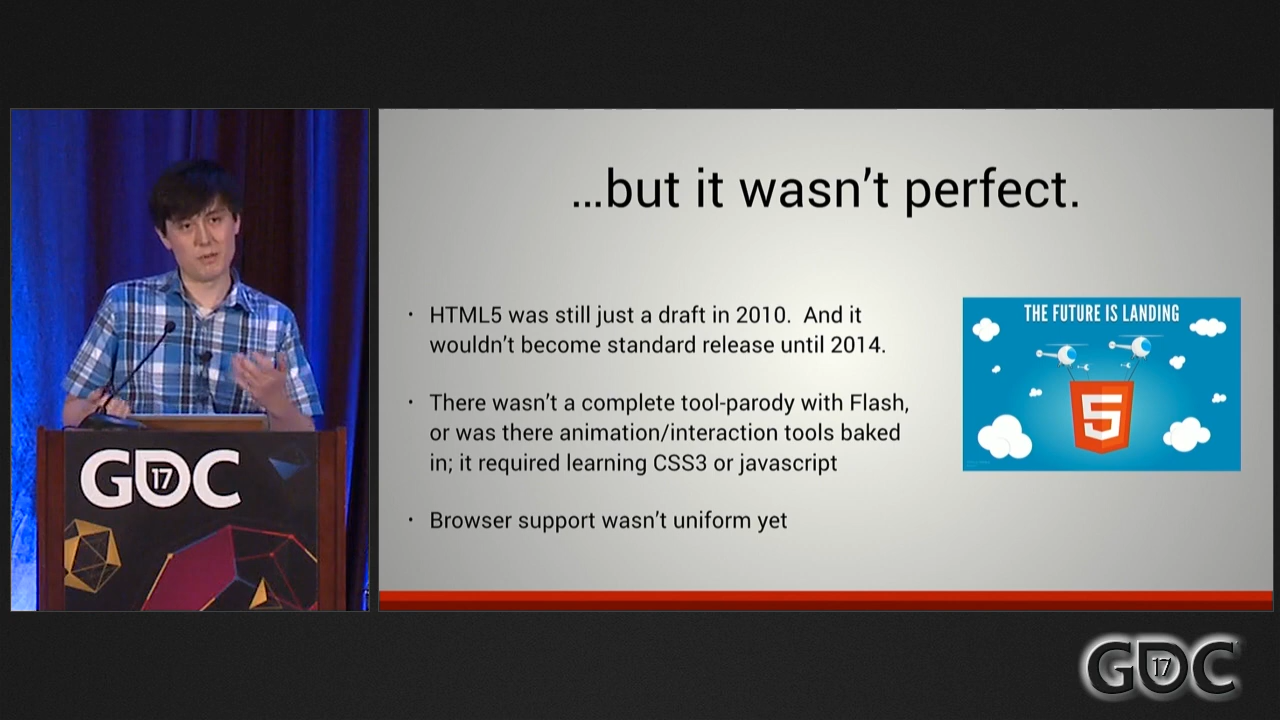 ...but it wasn't perfect.
· HTML5 was still just a draft in 2010. And it
wouldn't become standard release until 2014.
· There wasn't a complete tool-parody with Flash,
or was there animation/interaction tools baked
in; it required learning CSS3 or javascript
· Browser support wasn't uniform yet
THE FUTURE IS LANDING
5
GDC
17
GDC
17